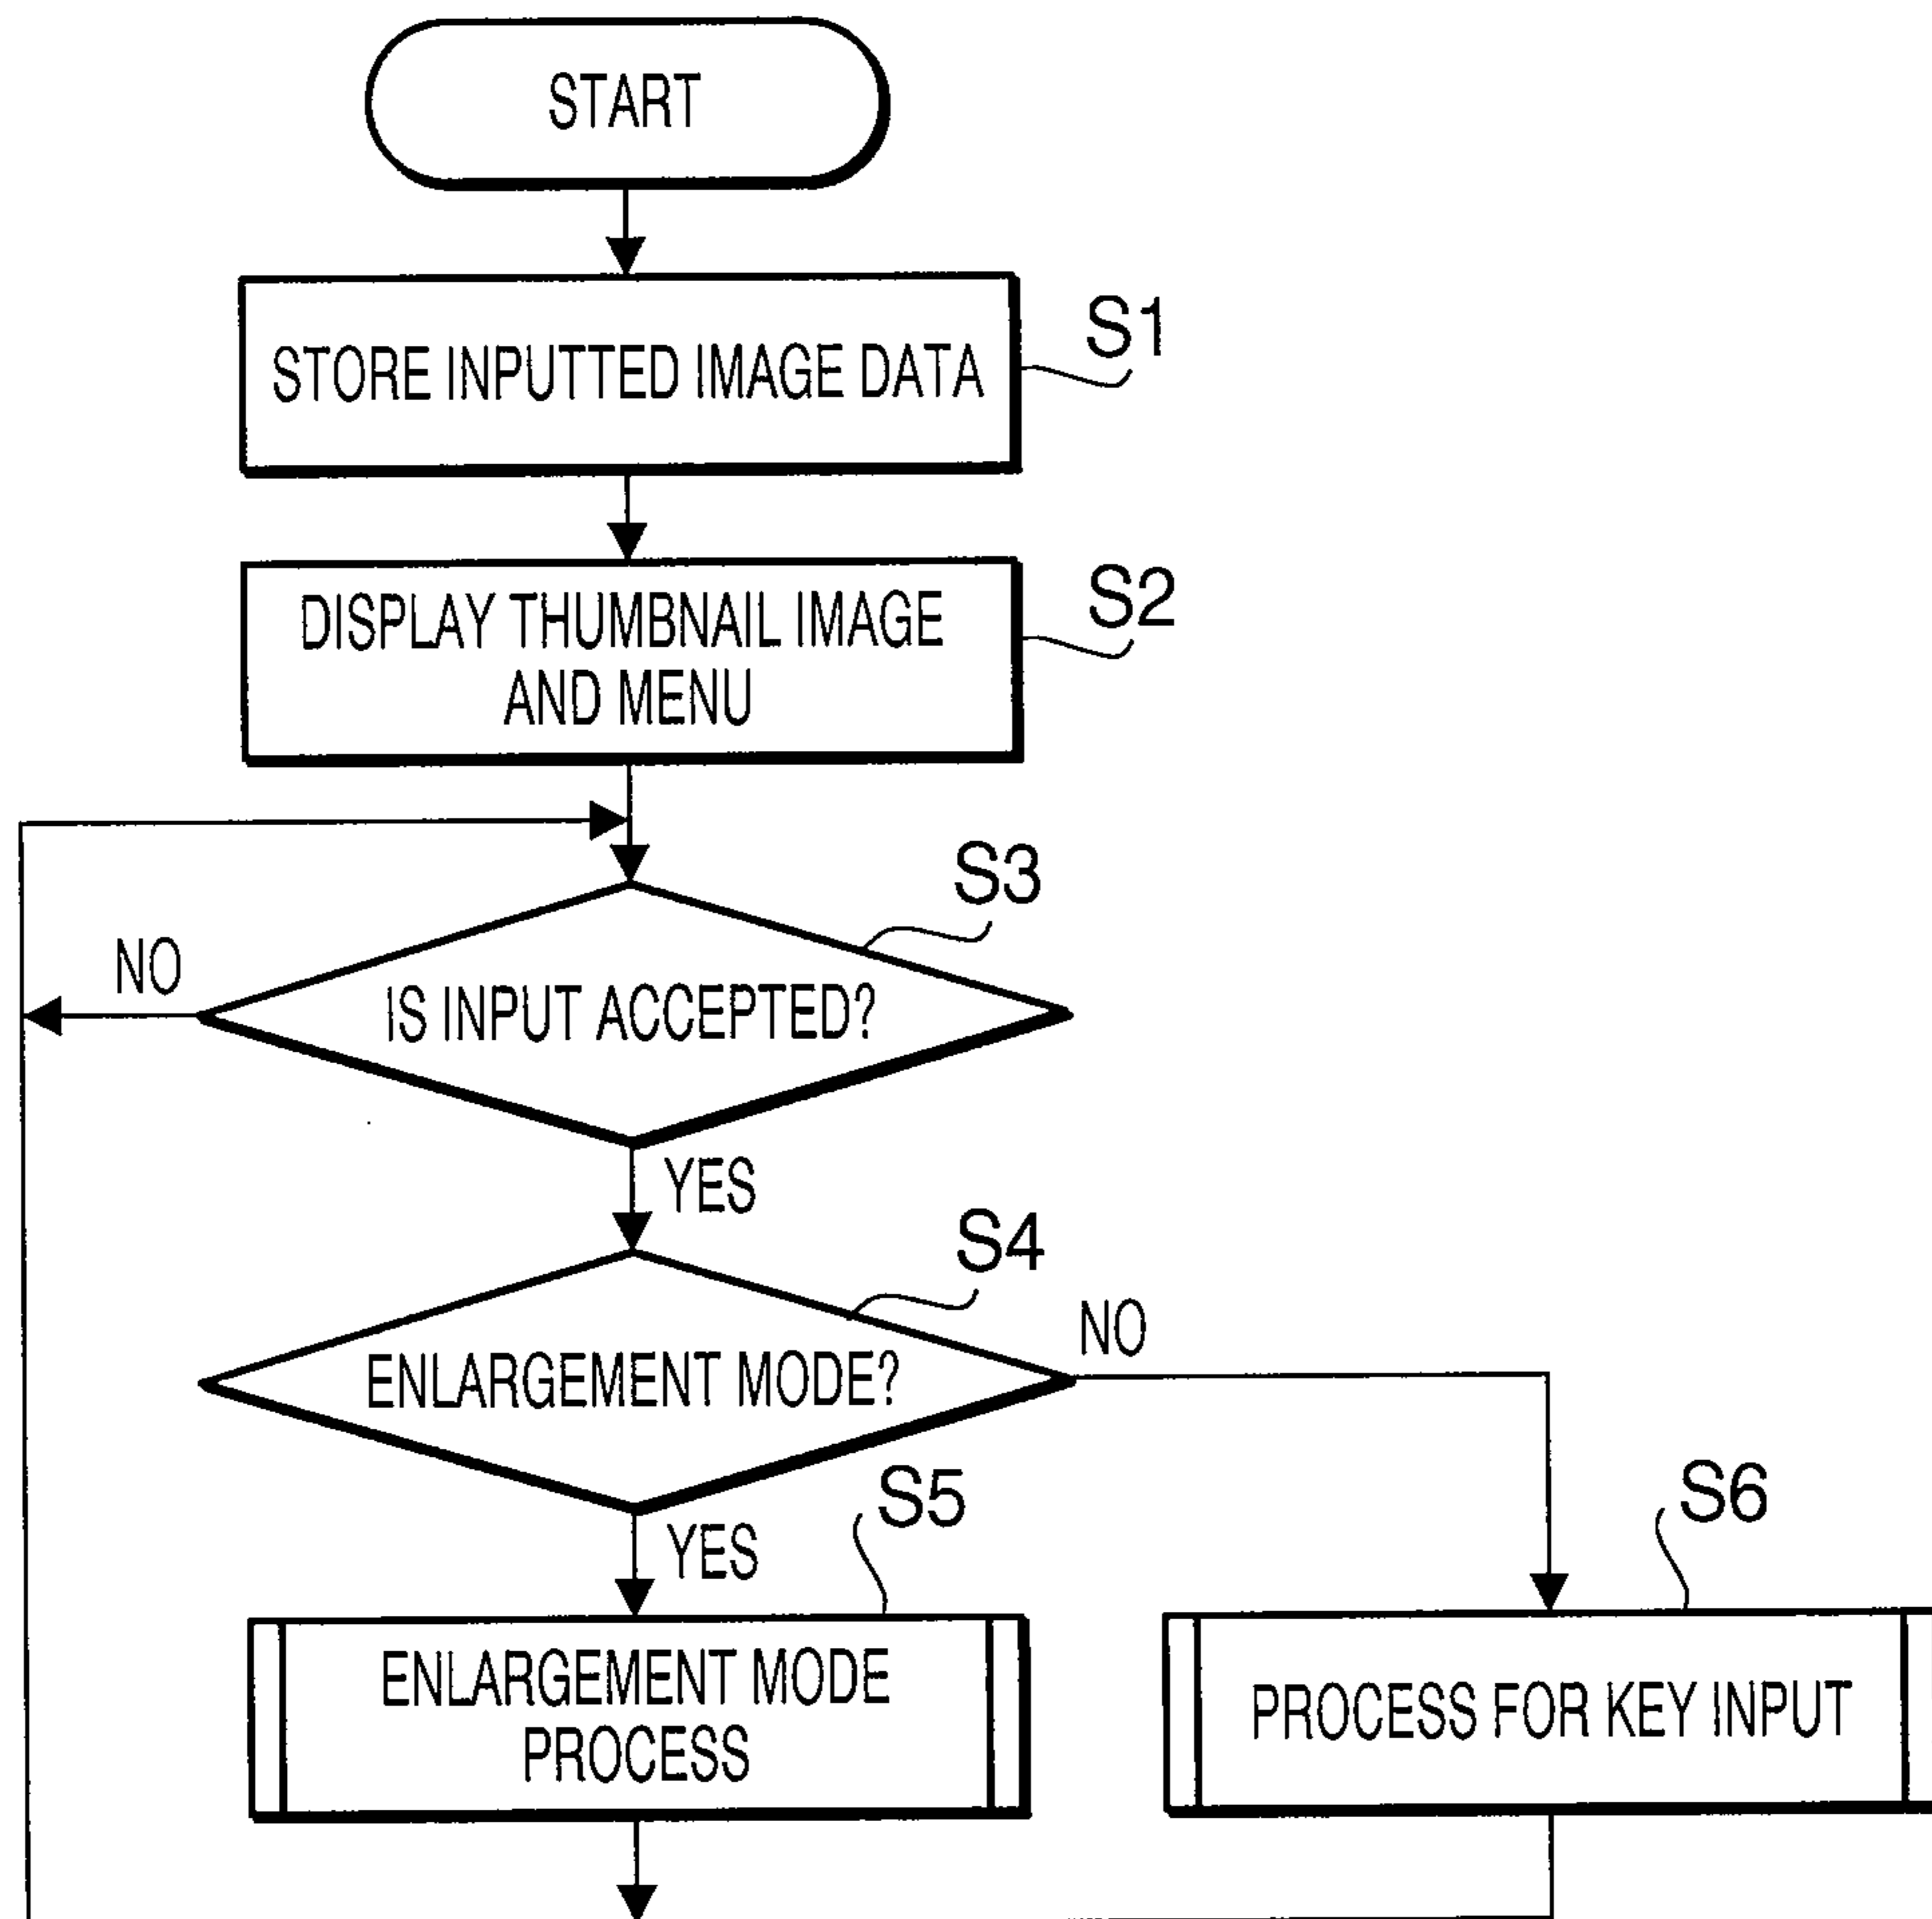 START
STORE INPUTTED IMAGE DATA
S1
DISPLAY THUMBNAIL IMAGE
AND MENU
S2
S3
NO
IS INPUT ACCEPTED?
YES
S4
NO
ENLARGEMENT MODE?
S5
S6
YES
ENLARGEMENT MODE
PROCESS
PROCESS FOR KEY INPUT